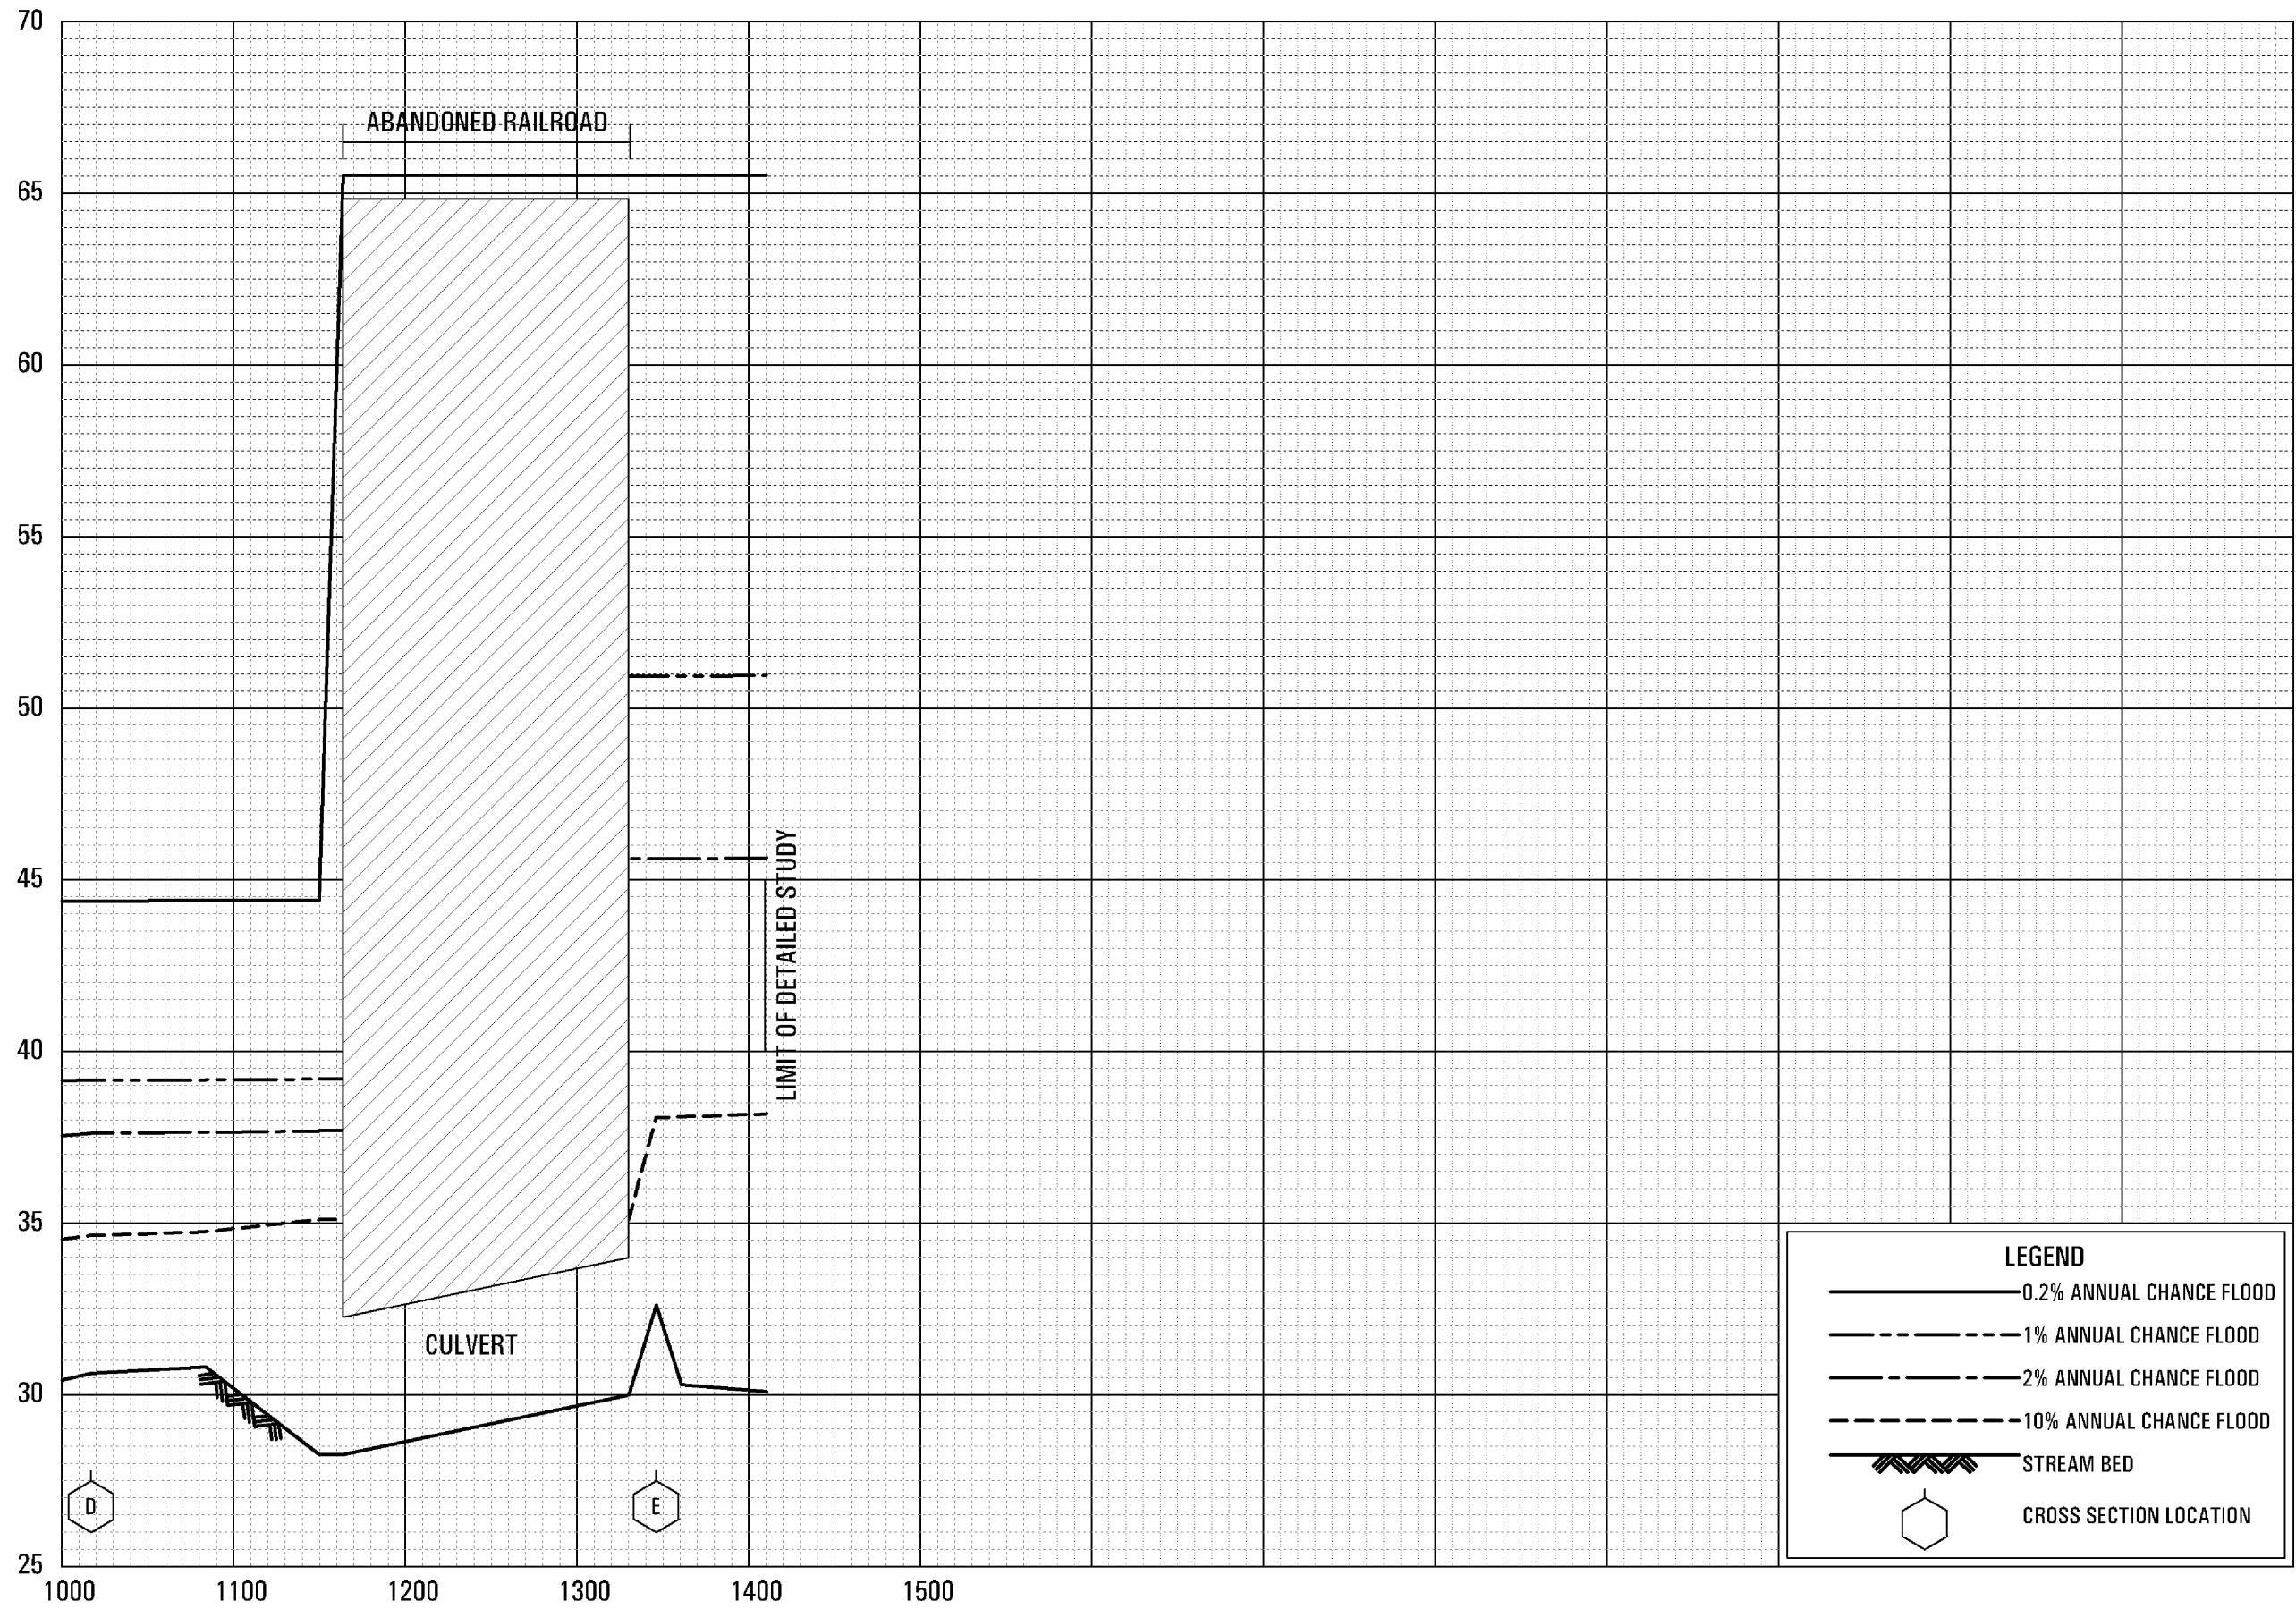 70
ABANDONED RAILROAD
65
60
55
50
45
LIMIT OF DETAILED STUDY
40
35
LEGEND
0.2% ANNUAL CHANCE FLOOD
1% ANNUAL CHANCE FLOOD
CULVERT
2% ANNUAL CHANCE FLOOD
30
10% ANNUAL CHANCE FLOOD
STREAM BED
D
E
CROSS SECTION LOCATION
25
1000 1100 1200 1300 1400 1500